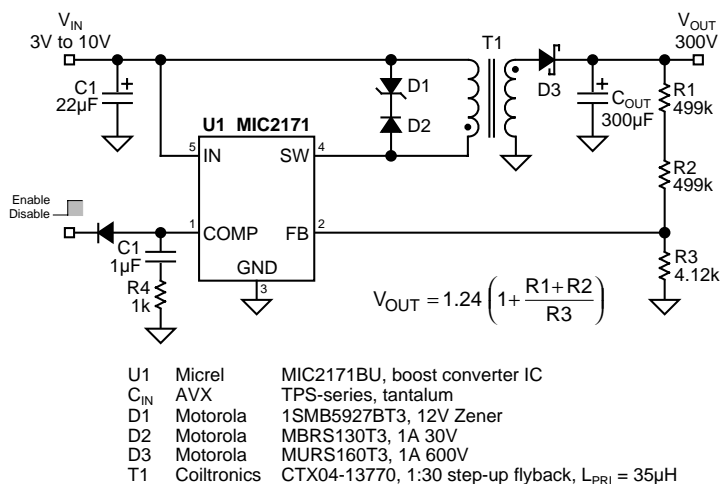 VIN
3V to 10V
C1
22µF
+
U1 MIC2171
5
IN
SW
4
1
COMP
FB
2
GND
3
Enable
Disable
C1
1µF
R4
1k
D1
D2
T1
D3
+
COUT
300µF
VOUT
300V
R1
499k
R2
499k
R3
4.12k
VOUT = 1.24 (1 + R1 + R2 / R3)
U1 Micrel MIC2171BU, boost converter IC
CIN AVX TPS-series, tantalum
D1 Motorola 1SMB5927BT3, 12V Zener
D2 Motorola MBRS130T3, 1A 30V
D3 Motorola MURS160T3, 1A 600V
T1 Coiltronics CTX04-13770, 1:30 step-up flyback, LPRI = 35µH